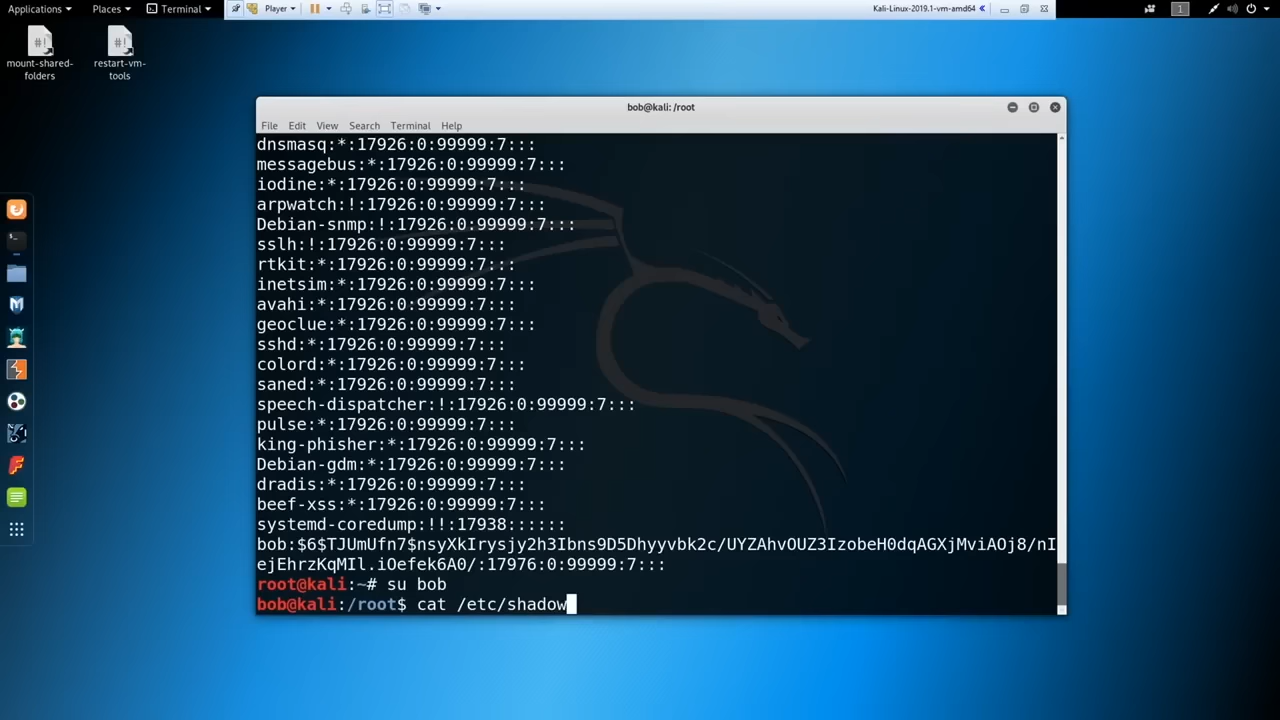 Applications Places Terminal Player Kali-Linux-2019.1-vm-amd64 1
mount-shared-
folders
restart-vm-
tools
bob@kali: /root
File Edit View Search Terminal Help
dnsmasq:*:17926:0:99999:7:::
messagebus:*:17926:0:99999:7:::
iodine:*:17926:0:99999:7:::
arpwatch:!:17926:0:99999:7:::
Debian-snmp:!:17926:0:99999:7:::
sslh:!:17926:0:99999:7:::
rtkit:*:17926:0:99999:7:::
inetsim:*:17926:0:99999:7:::
avahi:*:17926:0:99999:7:::
geoclue:*:17926:0:99999:7:::
sshd:*:17926:0:99999:7:::
colord:*:17926:0:99999:7:::
saned:*:17926:0:99999:7:::
speech-dispatcher:!:17926:0:99999:7:::
pulse:*:17926:0:99999:7:::
king-phisher:*:17926:0:99999:7:::
Debian-gdm:*:17926:0:99999:7:::
dradis:*:17926:0:99999:7:::
beef-xss:*:17926:0:99999:7:::
systemd-coredump:!!:17938::::::
bob:$6$TJUmUfn7$nsyXkIrysjy2h3Ibns9D5Dhyyvbk2c/UYZAhvOUZ3IzobeH0dqAGXjMviAOj8/nI
ejEhrzKqMIl.iOefek6A0/:17976:0:99999:7:::
root@kali:~# su bob
bob@kali:/root$ cat /etc/shadow